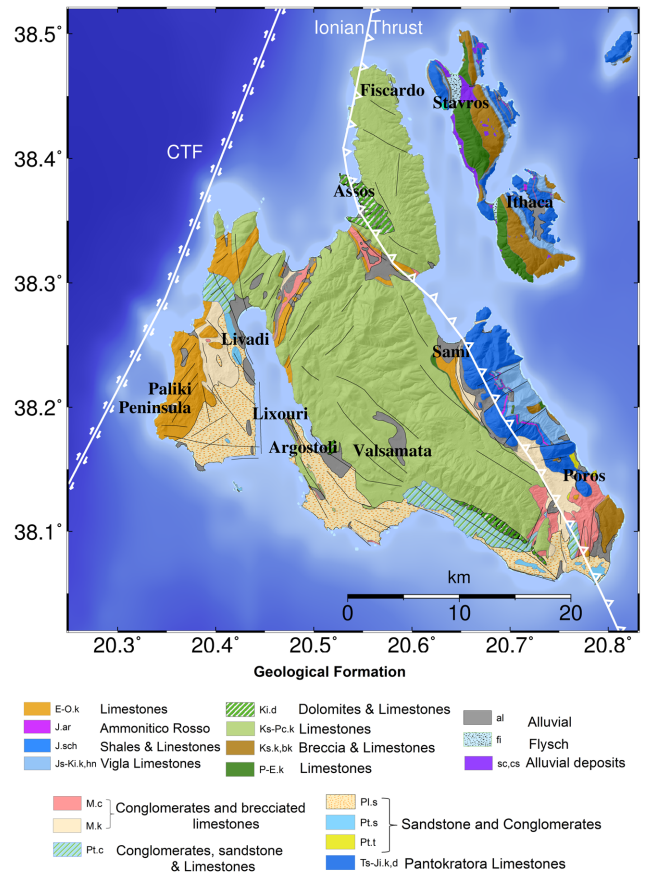 38.5°
38.4°
38.3°
38.2°
38.1°
Ionian Thrust
CTF
Fiscardo
Stavros
Assos
Ithaca
Livadi
Sami
Paliki
Peninsula
Lixouri
Argostoli
Valsamata
Poros
km
0 10 20
20.3° 20.4° 20.5° 20.6° 20.7° 20.8°
Geological Formation
E-O.k Limestones
J.ar Ammonitico Rosso
J.sch Shales & Linestones
Js-Ki.k,hn Vigla Limestones
Ki.d Dolomites & Limestones
Ks-Pc.k Limestones
Ks.k,bk Breccia & Limestones
P-E.k Limestones
al Alluvial
fi Flysch
sc,cs Alluvial deposits
M.c
M.k
Conglomerates and brecciated
limestones
Pt.c Conglomerates, sandstone
& Limestones
Pl.s
Pt.s
Pt.t
Sandstone and Conglomerates
Ts-Ji.k,d Pantokratora Limestones